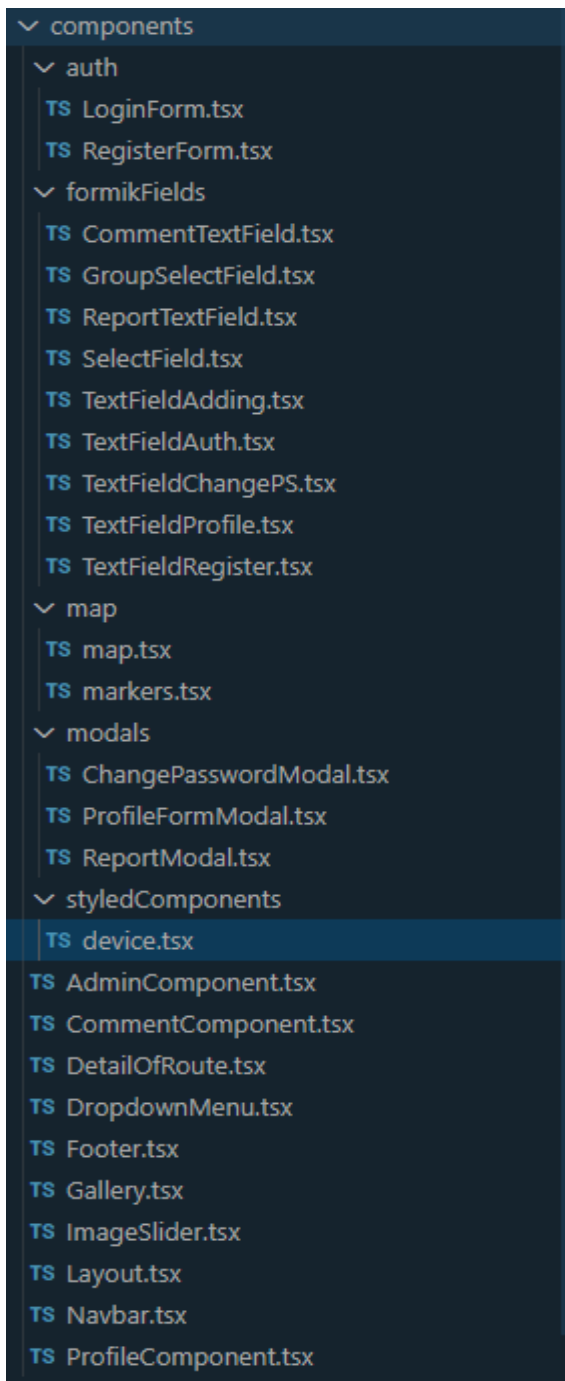 components
auth
TS LoginForm.tsx
TS RegisterForm.tsx
formikFields
TS CommentTextField.tsx
TS GroupSelectField.tsx
TS ReportTextField.tsx
TS SelectField.tsx
TS TextFieldAdding.tsx
TS TextFieldAuth.tsx
TS TextFieldChangePS.tsx
TS TextFieldProfile.tsx
TS TextFieldRegister.tsx
map
TS map.tsx
TS markers.tsx
modals
TS ChangePasswordModal.tsx
TS ProfileFormModal.tsx
TS ReportModal.tsx
styledComponents
TS device.tsx
TS AdminComponent.tsx
TS CommentComponent.tsx
TS DetailOfRoute.tsx
TS DropdownMenu.tsx
TS Footer.tsx
TS Gallery.tsx
TS ImageSlider.tsx
TS Layout.tsx
TS Navbar.tsx
TS ProfileComponent.tsx